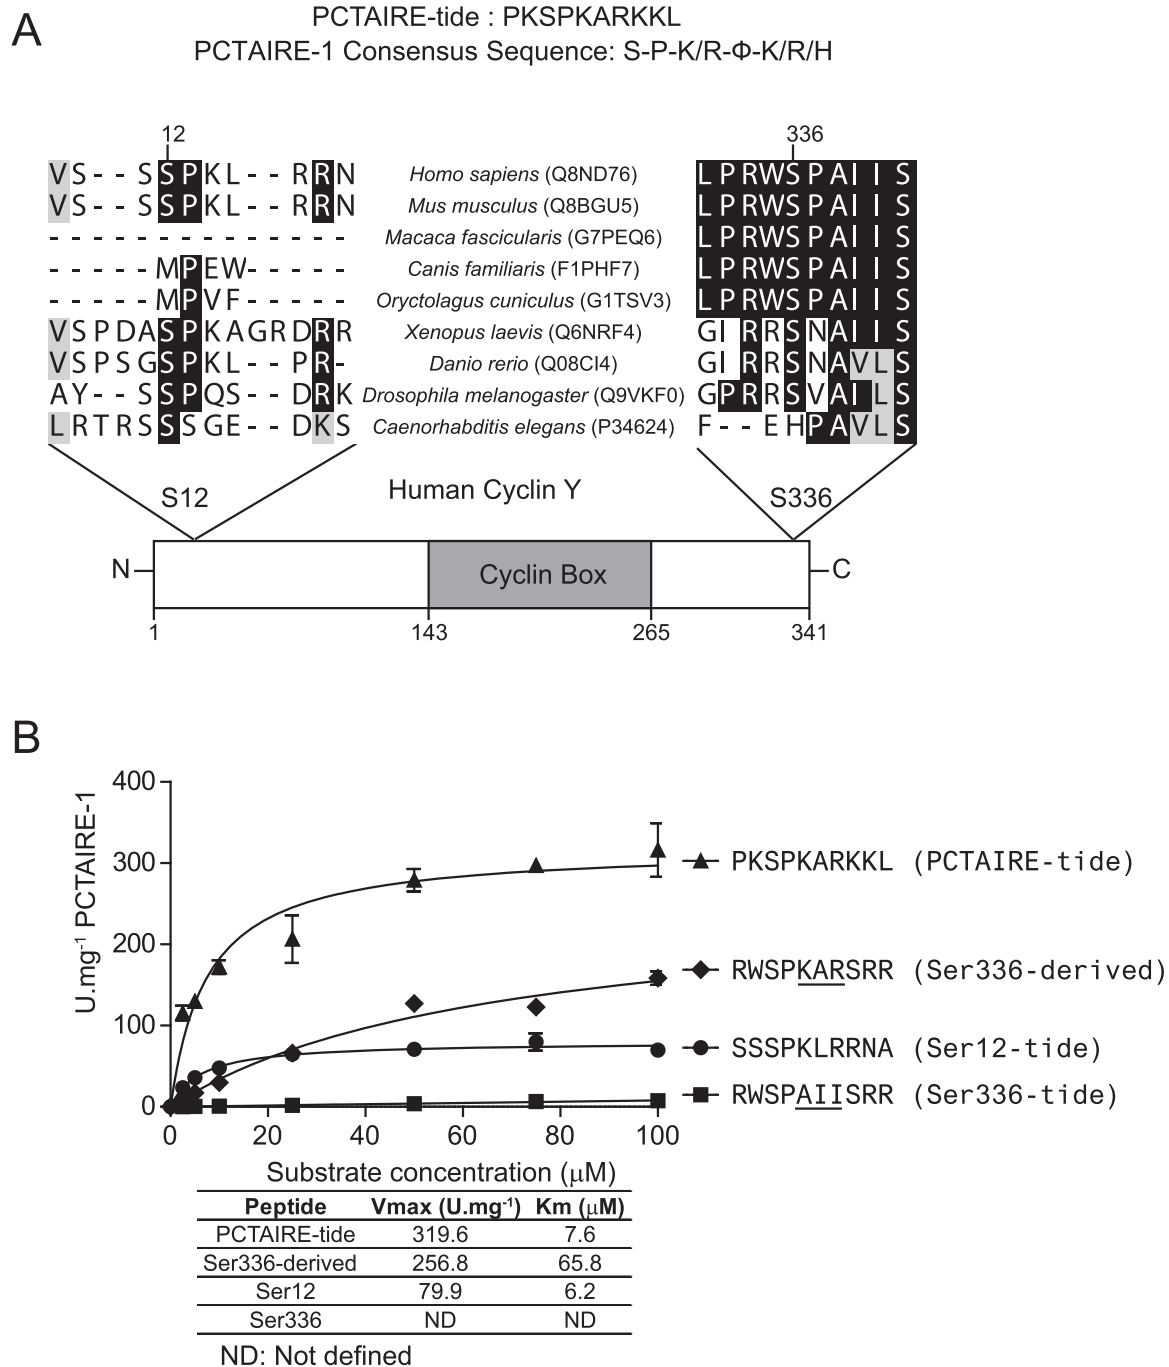 A
PCTAIRE-tide : PKSPKARKKL
PCTAIRE-1 Consensus Sequence: S-P-K/R-Φ-K/R/H
12
336
VS--SSPKL--RRN Homo sapiens (Q8ND76) LPRWSPAIIS
VS--SSPKL--RRN Mus musculus (Q8BGU5) LPRWSPAIIS
-------------- Macaca fascicularis (G7PEQ6) LPRWSPAIIS
-----MPEW----- Canis familiaris (F1PHF7) LPRWSPAIIS
-----MPVF----- Oryctolagus cuniculus (G1TSV3) LPRWSPAIIS
VSPDASPKAGRDRR Xenopus laevis (Q6NRF4) GIRRSNAIIS
VSPSGSPKL--PR- Danio rerio (Q08CI4) GIRRSNAVLS
AY--SSPQS--DRK Drosophila melanogaster (Q9VKF0) GPRRSVAILS
LRTRSSSGE--DKS Caenorhabditis elegans (P34624) F--EHPAVLS
S12
Human Cyclin Y
S336
N
Cyclin Box
C
1
143
265
341
B
U.mg-1 PCTAIRE-1
400
300
200
100
0
0
20
40
60
80
100
Substrate concentration (μM)
PKSPKARKKL (PCTAIRE-tide)
RWSPKARSRR (Ser336-derived)
SSSPKLRRNA (Ser12-tide)
RWSPAIISRR (Ser336-tide)
Peptide Vmax (U.mg-1) Km (μM)
PCTAIRE-tide 319.6 7.6
Ser336-derived 256.8 65.8
Ser12 79.9 6.2
Ser336 ND ND
ND: Not defined